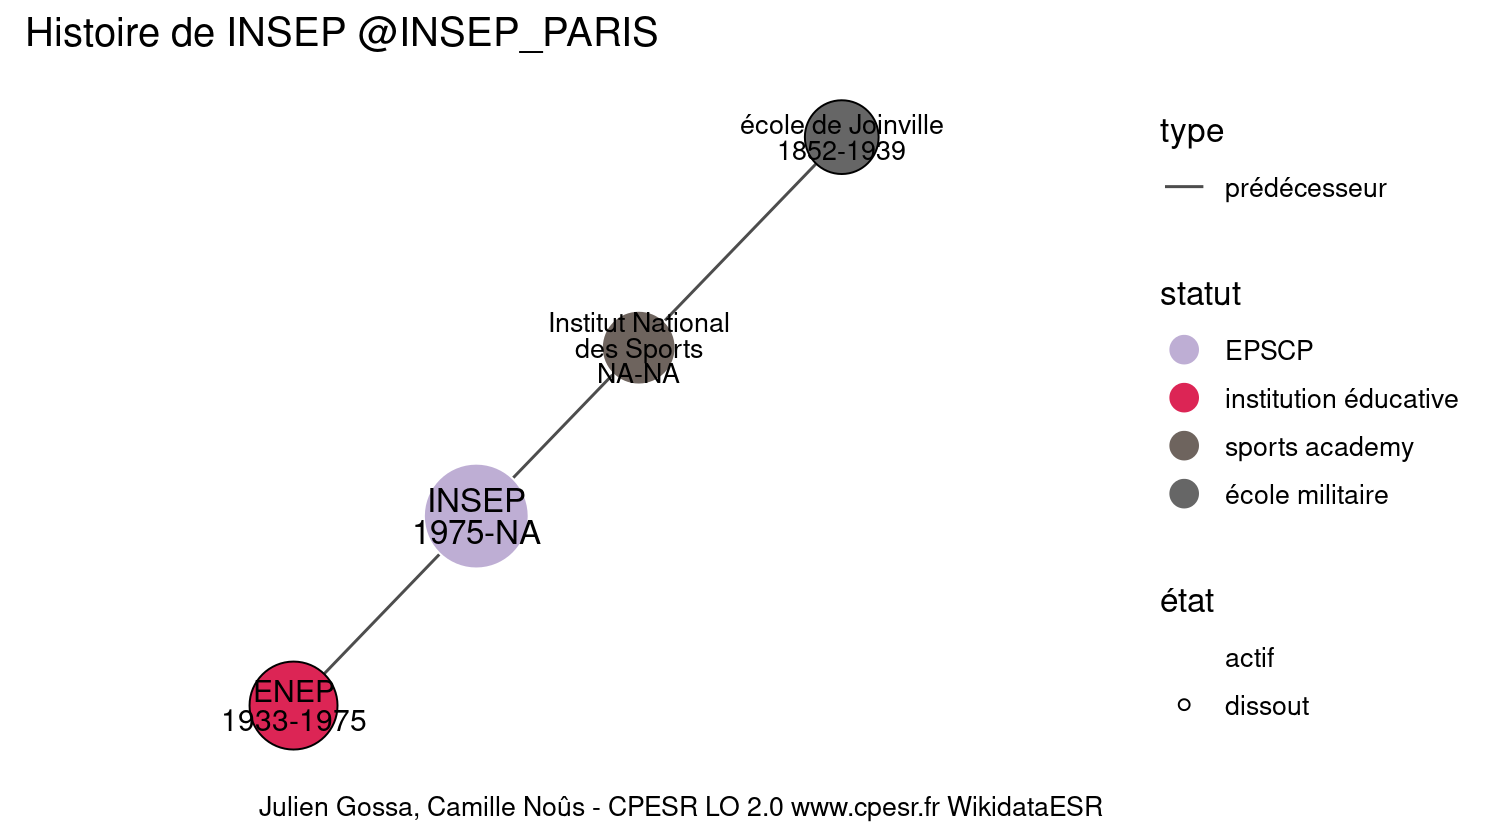 Histoire de INSEP @INSEP_PARIS
école de Joinville
1852-1939
Institut National
des Sports
NA-NA
INSEP
1975-NA
ENEP
1933-1975
type
prédécesseur
statut
EPSCP
institution éducative
sports academy
école militaire
état
actif
dissout
Julien Gossa, Camille Noûs - CPESR LO 2.0 www.cpesr.fr WikidataESR